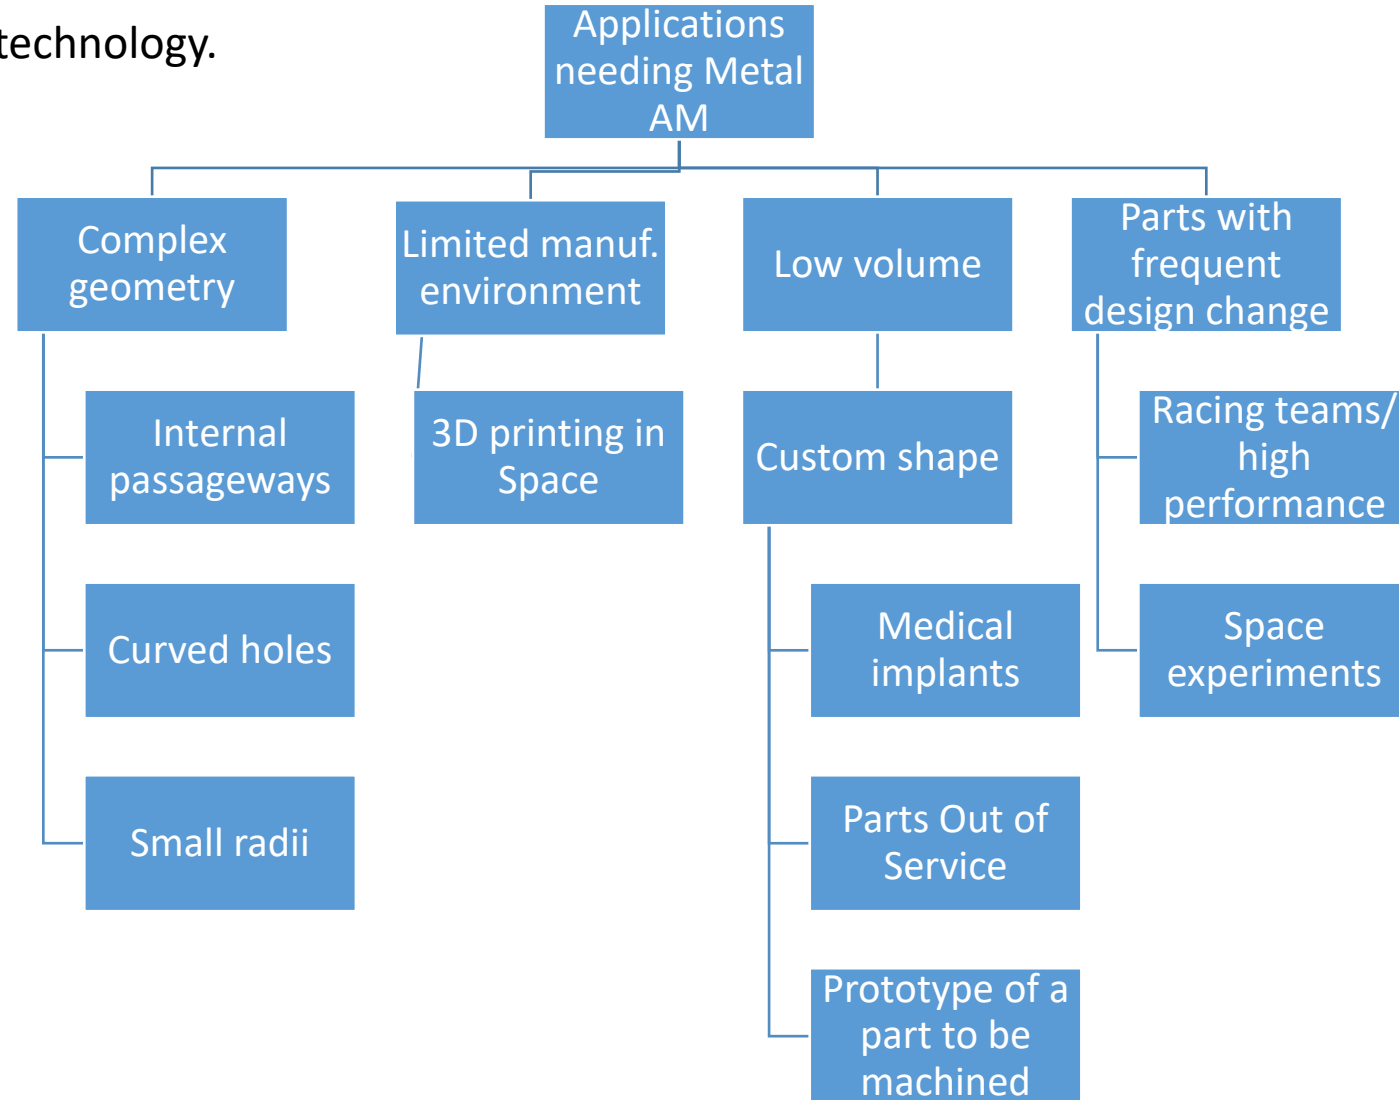 technology.
Applications
needing Metal
AM
Complex
geometry
Limited manuf.
environment
Low volume
Parts with
frequent
design change
Internal
passageways
3D printing in
Space
Custom shape
Racing teams/
high
performance
Curved holes
Medical
implants
Space
experiments
Small radii
Parts Out of
Service
Prototype of a
part to be
machined